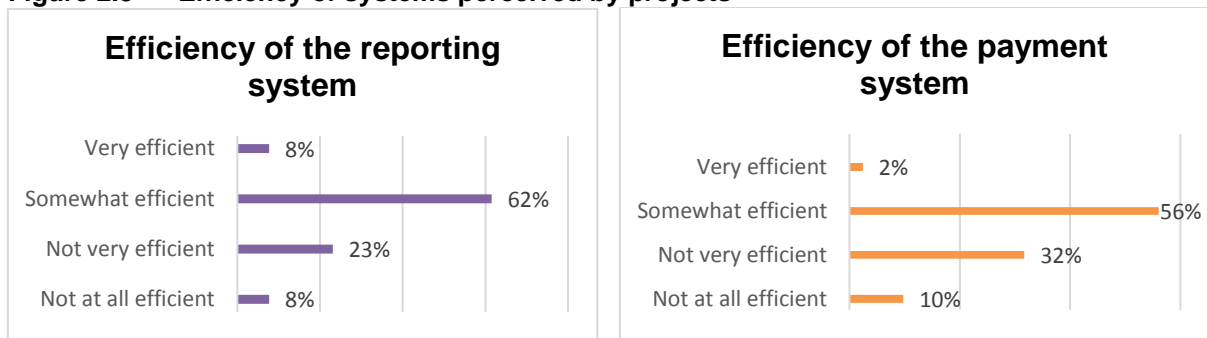 Efficiency of the reporting
system
Very efficient 8%
Somewhat efficient 62%
Not very efficient 23%
Not at all efficient 8%
Efficiency of the payment
system
Very efficient 2%
Somewhat efficient 56%
Not very efficient 32%
Not at all efficient 10%